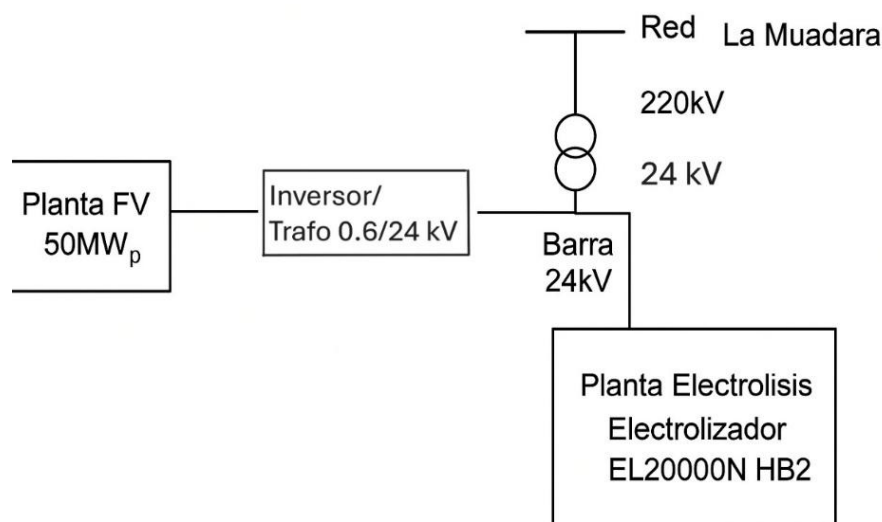 Red La Muadara
220kV
24 kV
Planta FV
50MWp
Inversor/
Trafo 0.6/24 kV
Barra
24kV
Planta Electrolisis
Electrolizador
EL20000N HB2